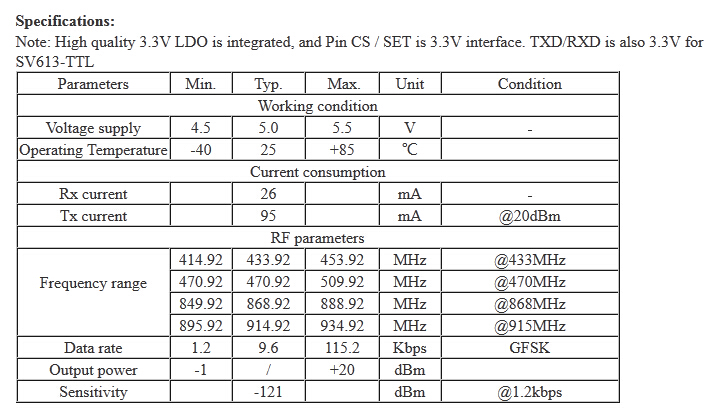 Specifications:
Note: High quality 3.3V LDO is integrated, and Pin CS / SET is 3.3V interface. TXD/RXD is also 3.3V for
SV613-TTL
Parameters Min. Typ. Max. Unit Condition
Working condition
Voltage supply 4.5 5.0 5.5 V -
Operating Temperature -40 25 +85 ℃
Current consumption
Rx current 26 mA -
Tx current 95 mA @20dBm
RF parameters
Frequency range 414.92 433.92 453.92 MHz @433MHz
470.92 470.92 509.92 MHz @470MHz
849.92 868.92 888.92 MHz @868MHz
895.92 914.92 934.92 MHz @915MHz
Data rate 1.2 9.6 115.2 Kbps GFSK
Output power -1 / +20 dBm
Sensitivity -121 dBm @1.2kbps